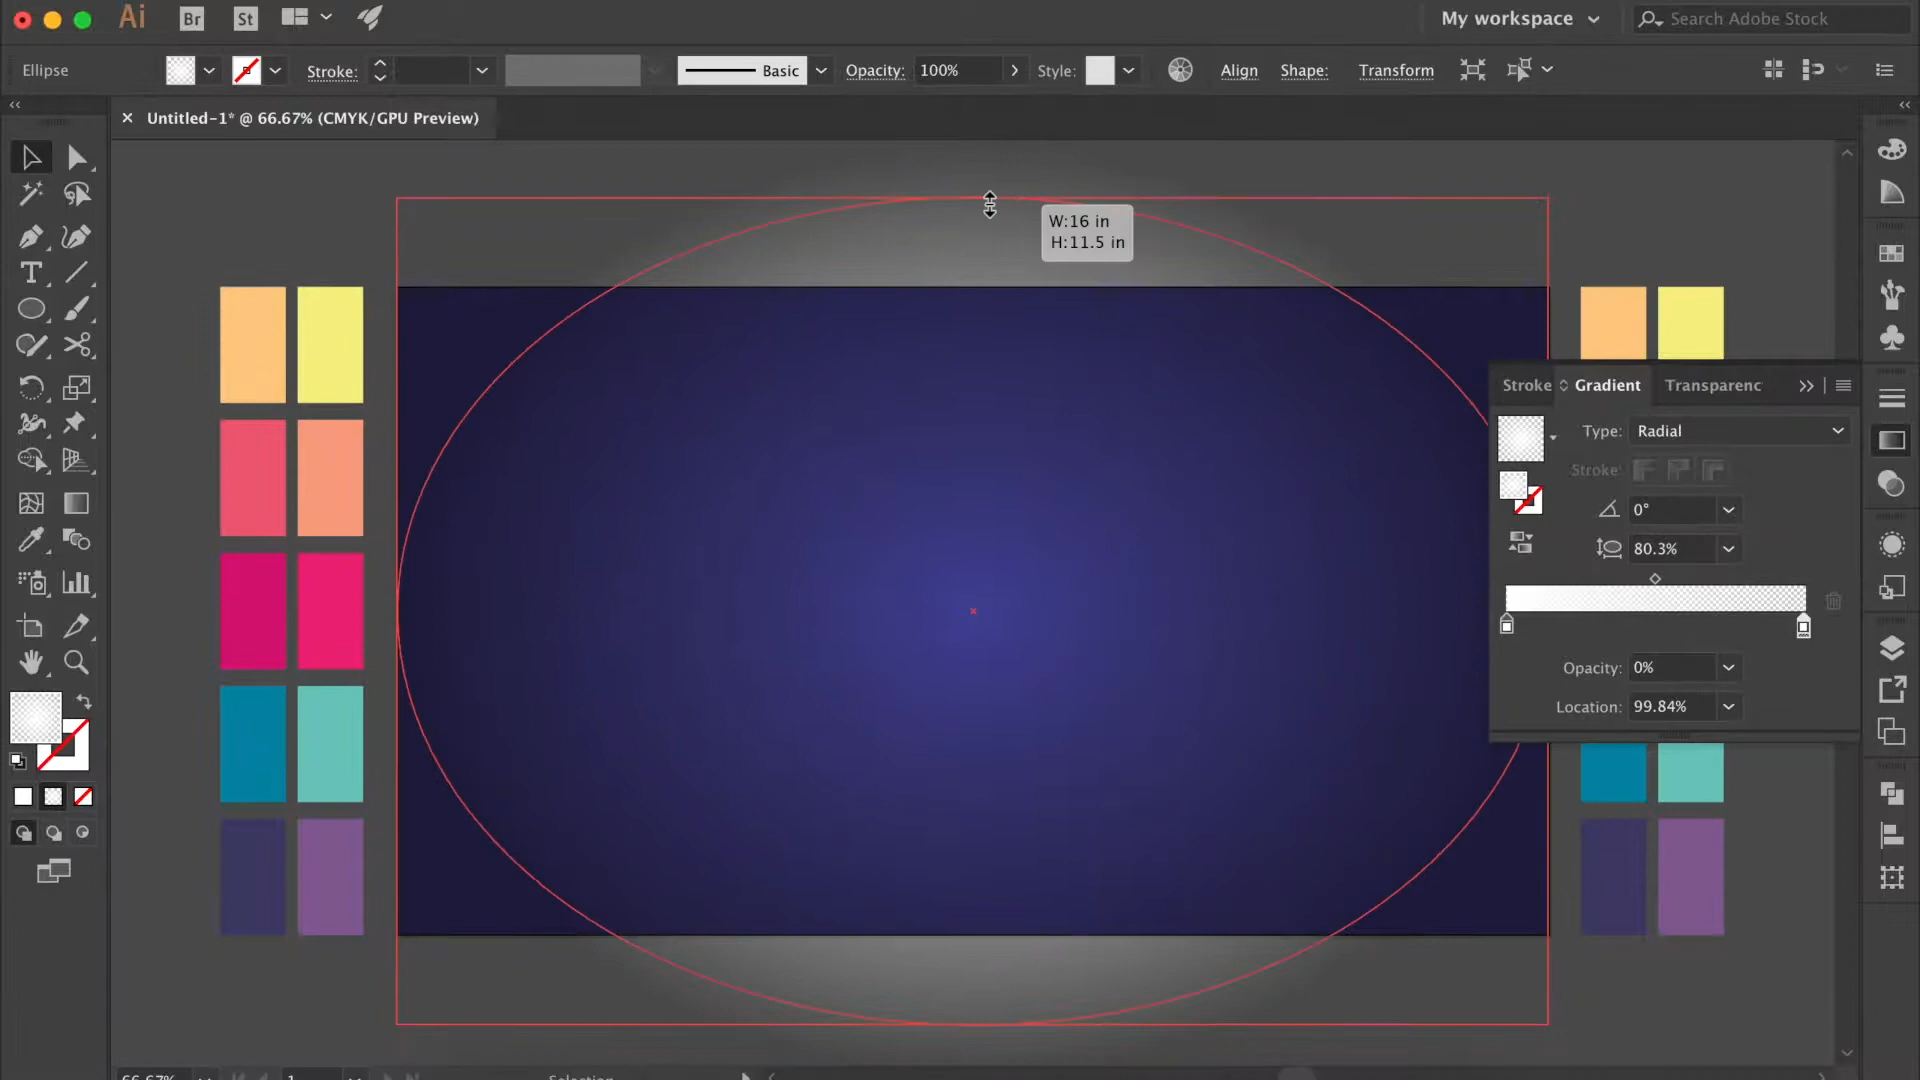 Ai Br St My workspace Search Adobe Stock
Ellipse Stroke: Basic Opacity: 100% Style: Align Shape: Transform
× Untitled-1* @ 66.67% (CMYK/GPU Preview)
W:16 in
H:11.5 in
Stroke Gradient Transparenc
Type: Radial
Stroke:
0°
80.3%
Opacity: 0%
Location: 99.84%
66.67% 1 Selection